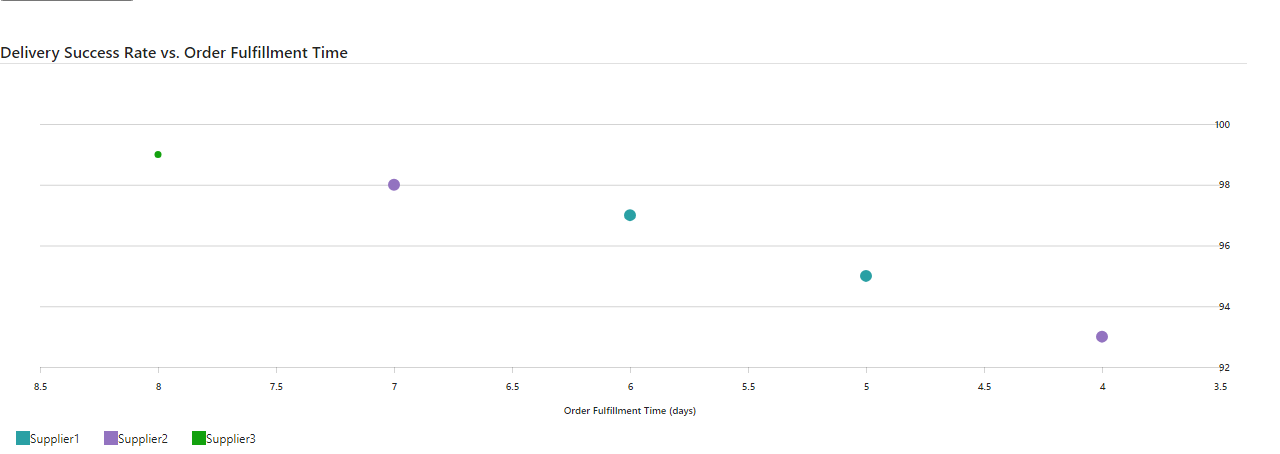 Delivery Success Rate vs. Order Fulfillment Time
100
98
96
94
92
8.5 8 7.5 7 6.5 6 5.5 5 4.5 4 3.5
Order Fulfillment Time (days)
Supplier1 Supplier2 Supplier3